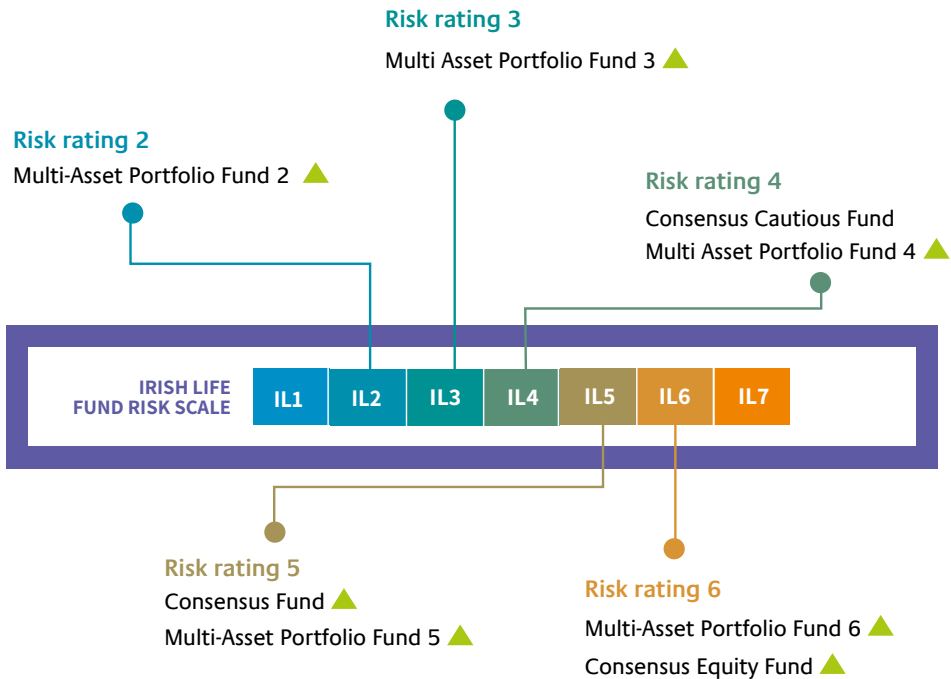 Risk rating 3
Multi Asset Portfolio Fund 3
Risk rating 2
Multi-Asset Portfolio Fund 2
Risk rating 4
Consensus Cautious Fund
Multi Asset Portfolio Fund 4
IRISH LIFE
FUND RISK SCALE
IL1 IL2 IL3 IL4 IL5 IL6 IL7
Risk rating 5
Consensus Fund
Multi-Asset Portfolio Fund 5
Risk rating 6
Multi-Asset Portfolio Fund 6
Consensus Equity Fund